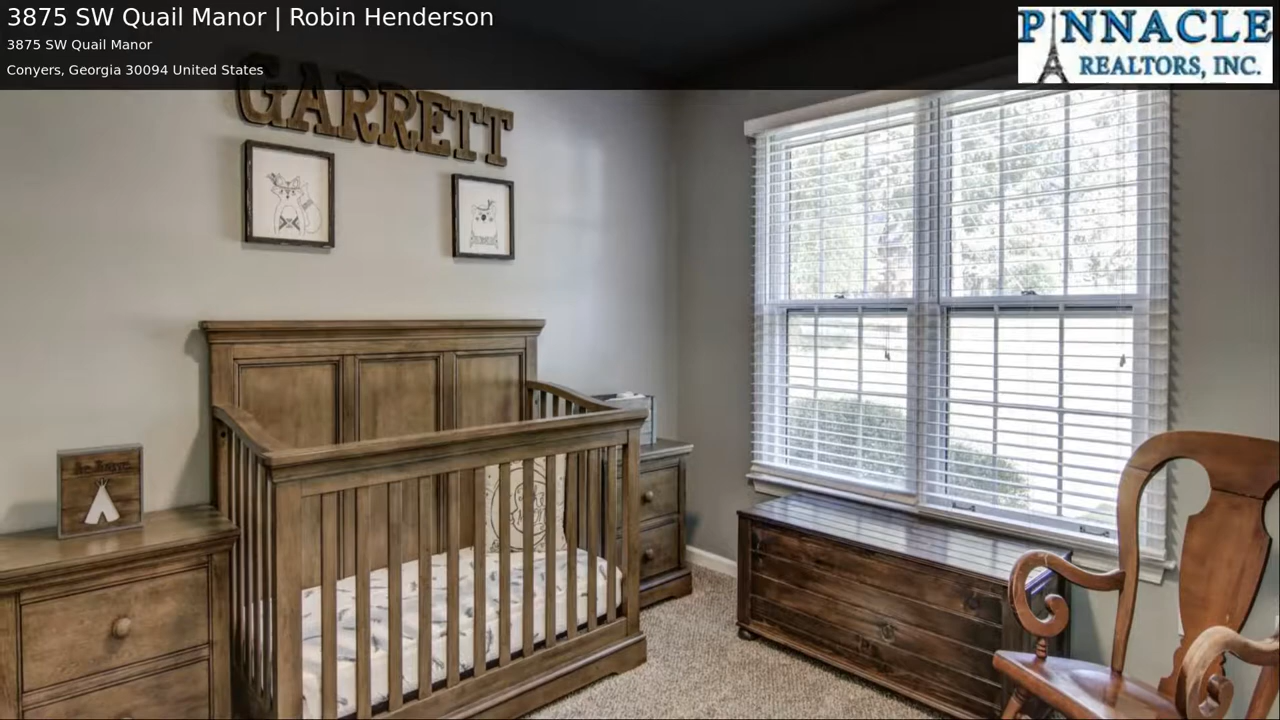 3875 SW Quail Manor | Robin Henderson
3875 SW Quail Manor
Conyers, Georgia 30094 United States
PINNACLE
REALTORS, INC.
GARRETT